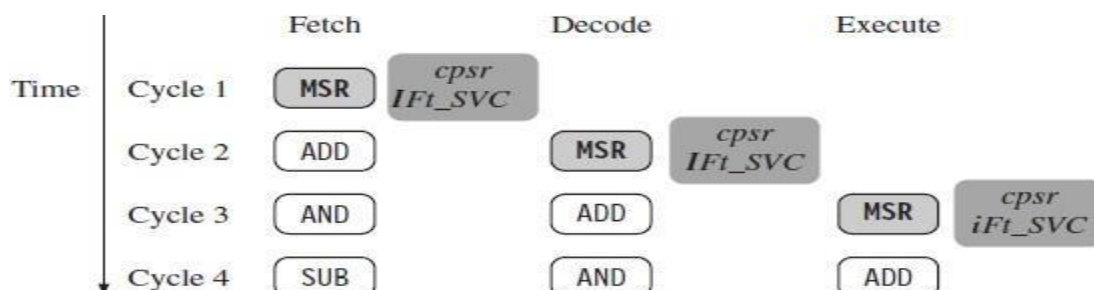 Fetch Decode Execute
Time Cycle 1 MSR cpsr IFt_SVC
Cycle 2 ADD MSR cpsr IFt_SVC
Cycle 3 AND ADD MSR cpsr iFt_SVC
Cycle 4 SUB AND ADD